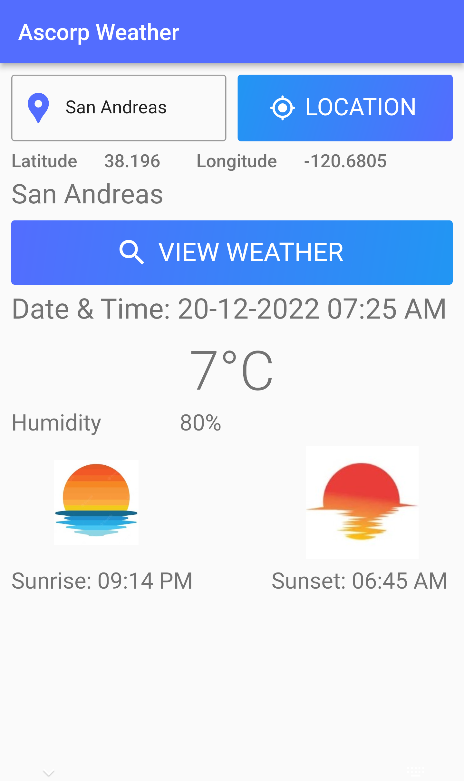 Ascorp Weather
San Andreas
LOCATION
Latitude 38.196 Longitude -120.6805
San Andreas
VIEW WEATHER
Date & Time: 20-12-2022 07:25 AM
7°C
Humidity 80%
Sunrise: 09:14 PM Sunset: 06:45 AM